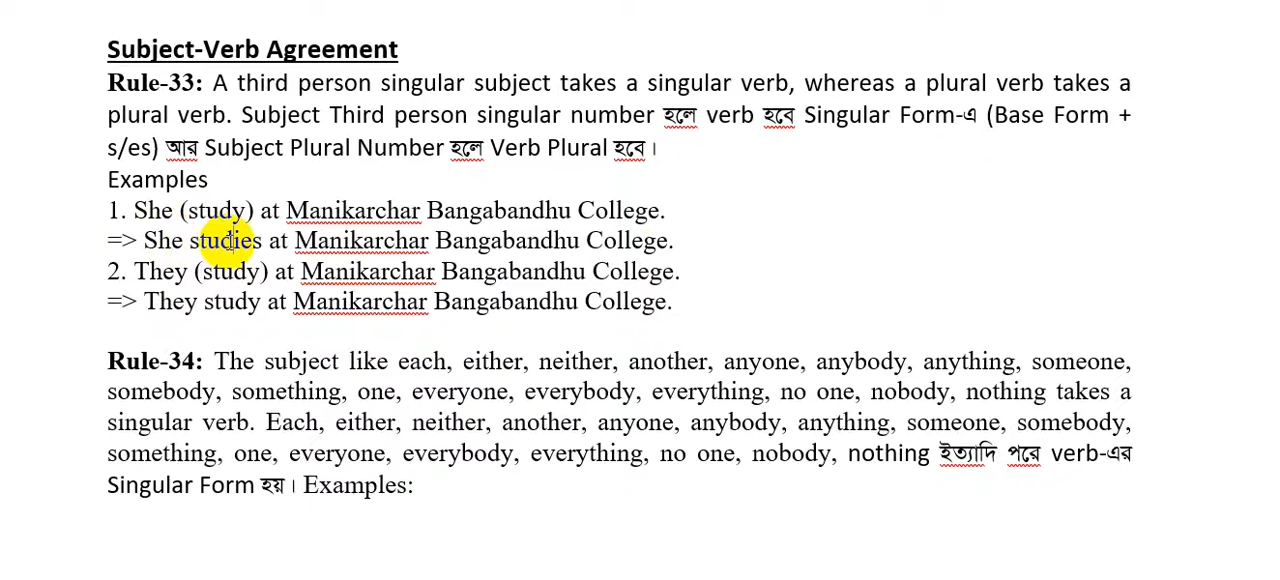 Subject-Verb Agreement
Rule-33: A third person singular subject takes a singular verb, whereas a plural verb takes a
plural verb. Subject Third person singular number হলে verb হবে Singular Form-এ (Base Form +
s/es) আর Subject Plural Number হলে Verb Plural হবে।
Examples
1. She (study) at Manikarchar Bangabandhu College.
=> She studies at Manikarchar Bangabandhu College.
2. They (study) at Manikarchar Bangabandhu College.
=> They study at Manikarchar Bangabandhu College.
Rule-34: The subject like each, either, neither, another, anyone, anybody, anything, someone,
somebody, something, one, everyone, everybody, everything, no one, nobody, nothing takes a
singular verb. Each, either, neither, another, anyone, anybody, anything, someone, somebody,
something, one, everyone, everybody, everything, no one, nobody, nothing ইত্যাদি পরে verb-এর
Singular Form হয়। Examples: